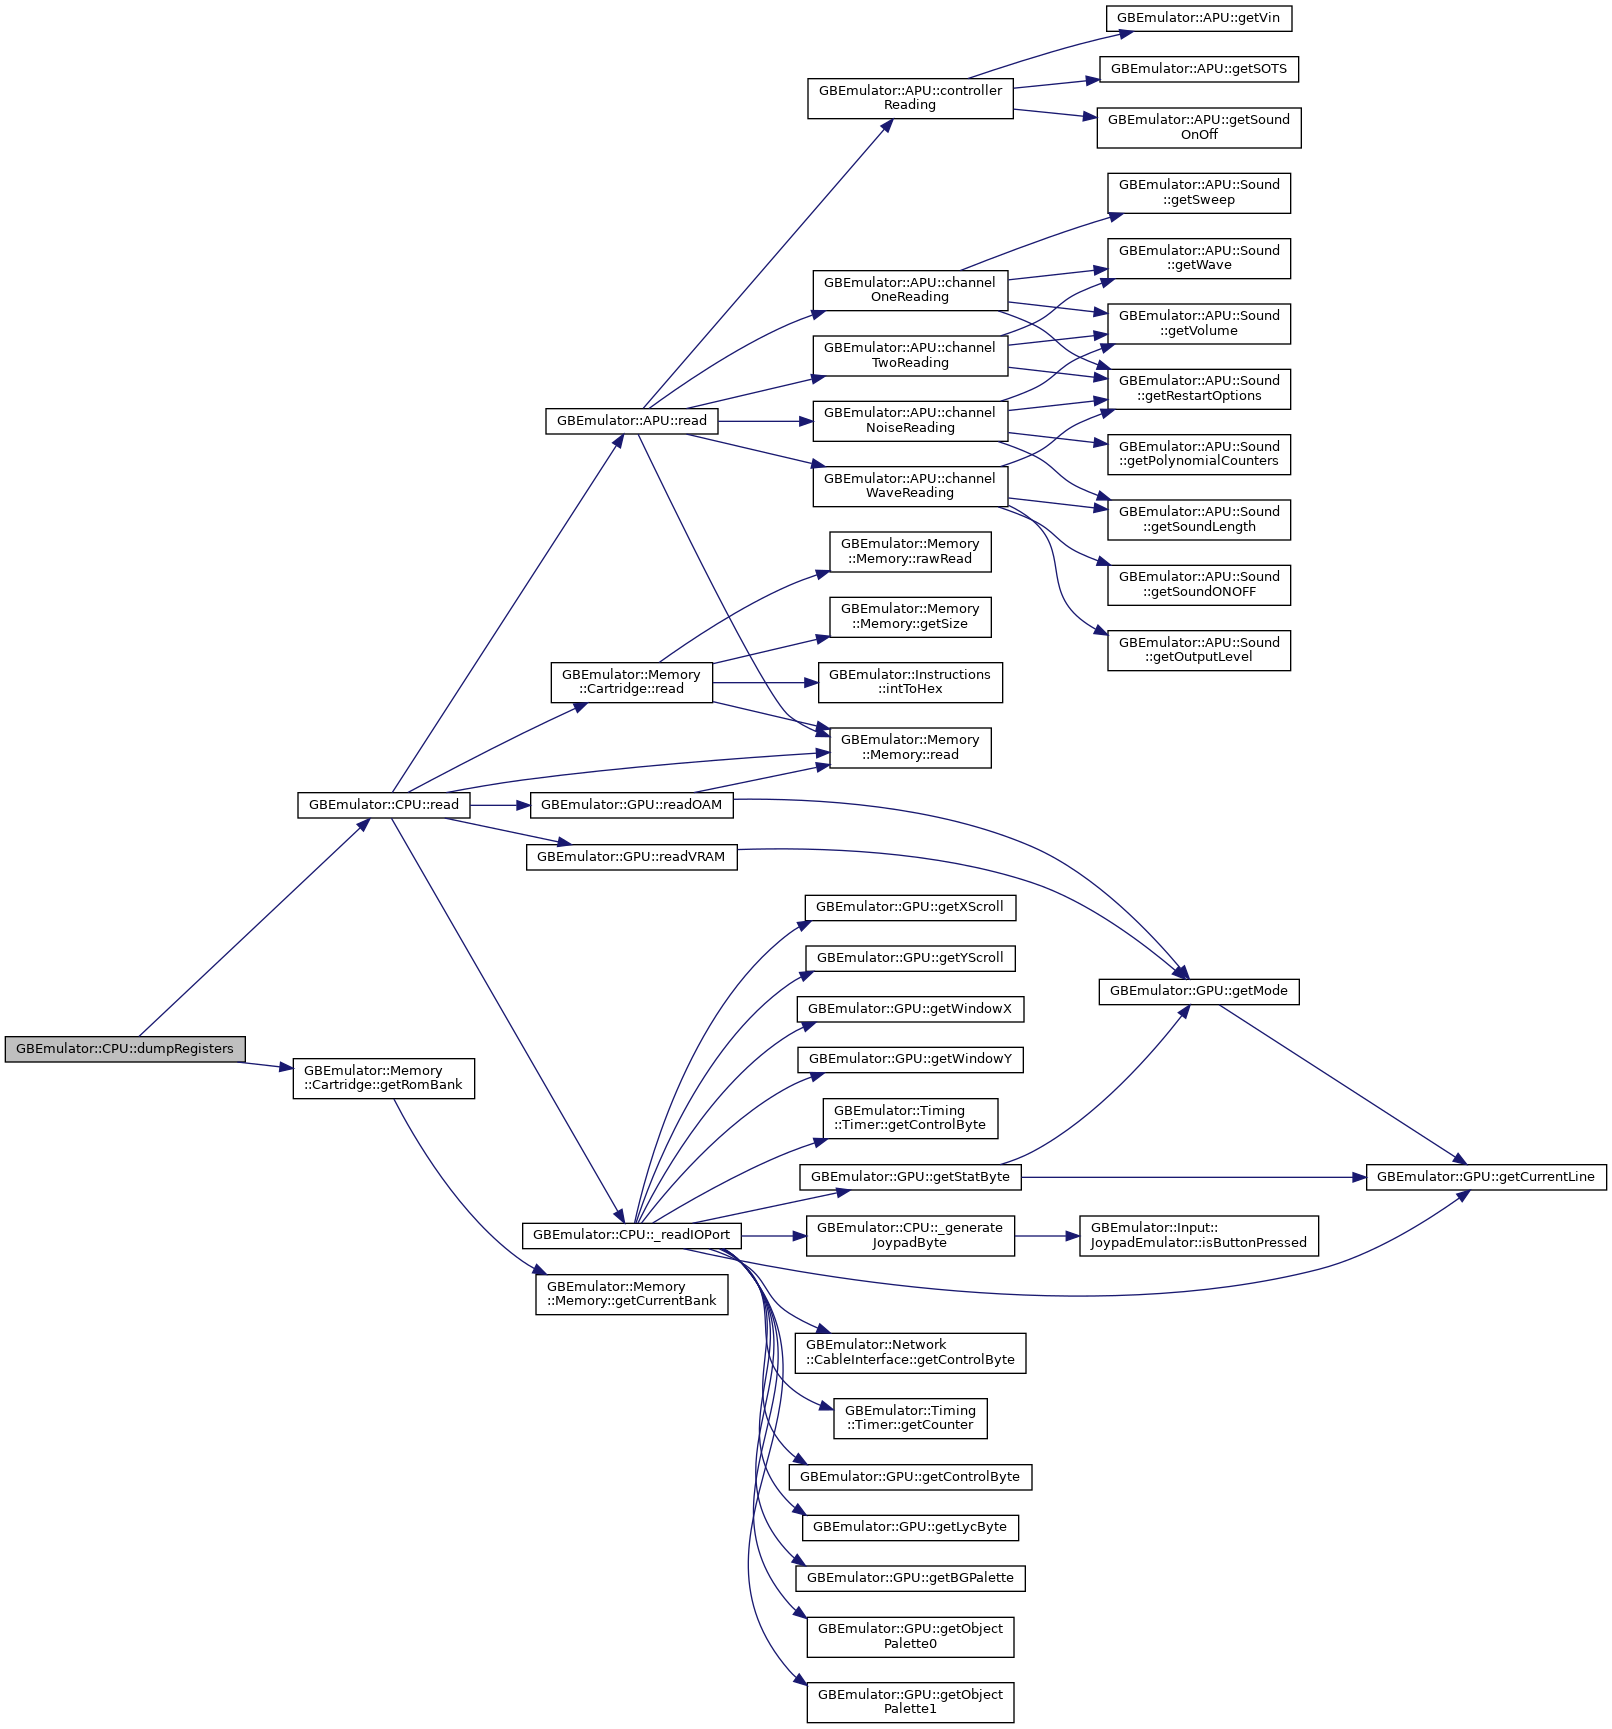 GBEmulator::APU::getVin
GBEmulator::APU::getSOTS
GBEmulator::APU::controller
Reading
GBEmulator::APU::getSound
OnOff
GBEmulator::APU::Sound
::getSweep
GBEmulator::APU::Sound
::getWave
GBEmulator::APU::channel
OneReading
GBEmulator::APU::Sound
::getVolume
GBEmulator::APU::channel
TwoReading
GBEmulator::APU::Sound
::getRestartOptions
GBEmulator::APU::read
GBEmulator::APU::channel
NoiseReading
GBEmulator::APU::Sound
::getPolynomialCounters
GBEmulator::APU::channel
WaveReading
GBEmulator::APU::Sound
::getSoundLength
GBEmulator::Memory
::Memory::rawRead
GBEmulator::APU::Sound
::getSoundONOFF
GBEmulator::Memory
::Memory::getSize
GBEmulator::APU::Sound
::getOutputLevel
GBEmulator::Memory
::Cartridge::read
GBEmulator::Instructions
::intToHex
GBEmulator::Memory
::Memory::read
GBEmulator::CPU::read
GBEmulator::GPU::readOAM
GBEmulator::GPU::readVRAM
GBEmulator::GPU::getXScroll
GBEmulator::GPU::getYScroll
GBEmulator::GPU::getMode
GBEmulator::GPU::getWindowX
GBEmulator::CPU::dumpRegisters
GBEmulator::GPU::getWindowY
GBEmulator::Memory
::Cartridge::getRomBank
GBEmulator::Timing
::Timer::getControlByte
GBEmulator::GPU::getStatByte
GBEmulator::GPU::getCurrentLine
GBEmulator::CPU::_readIOPort
GBEmulator::CPU::_generate
JoypadByte
GBEmulator::Input::
JoypadEmulator::isButtonPressed
GBEmulator::Memory
::Memory::getCurrentBank
GBEmulator::Network
::CableInterface::getControlByte
GBEmulator::Timing
::Timer::getCounter
GBEmulator::GPU::getControlByte
GBEmulator::GPU::getLycByte
GBEmulator::GPU::getBGPalette
GBEmulator::GPU::getObject
Palette0
GBEmulator::GPU::getObject
Palette1